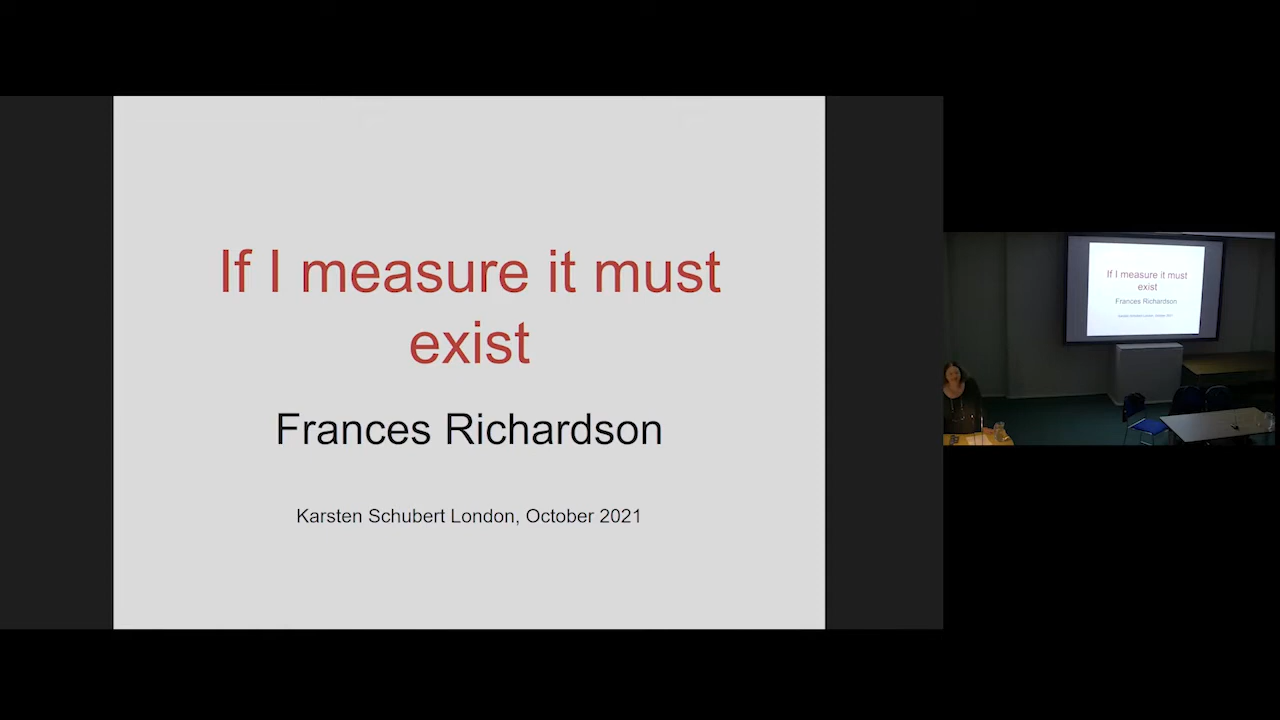 If I measure it must
exist
Frances Richardson
Karsten Schubert London, October 2021
If I measure it must
exist
Frances Richardson